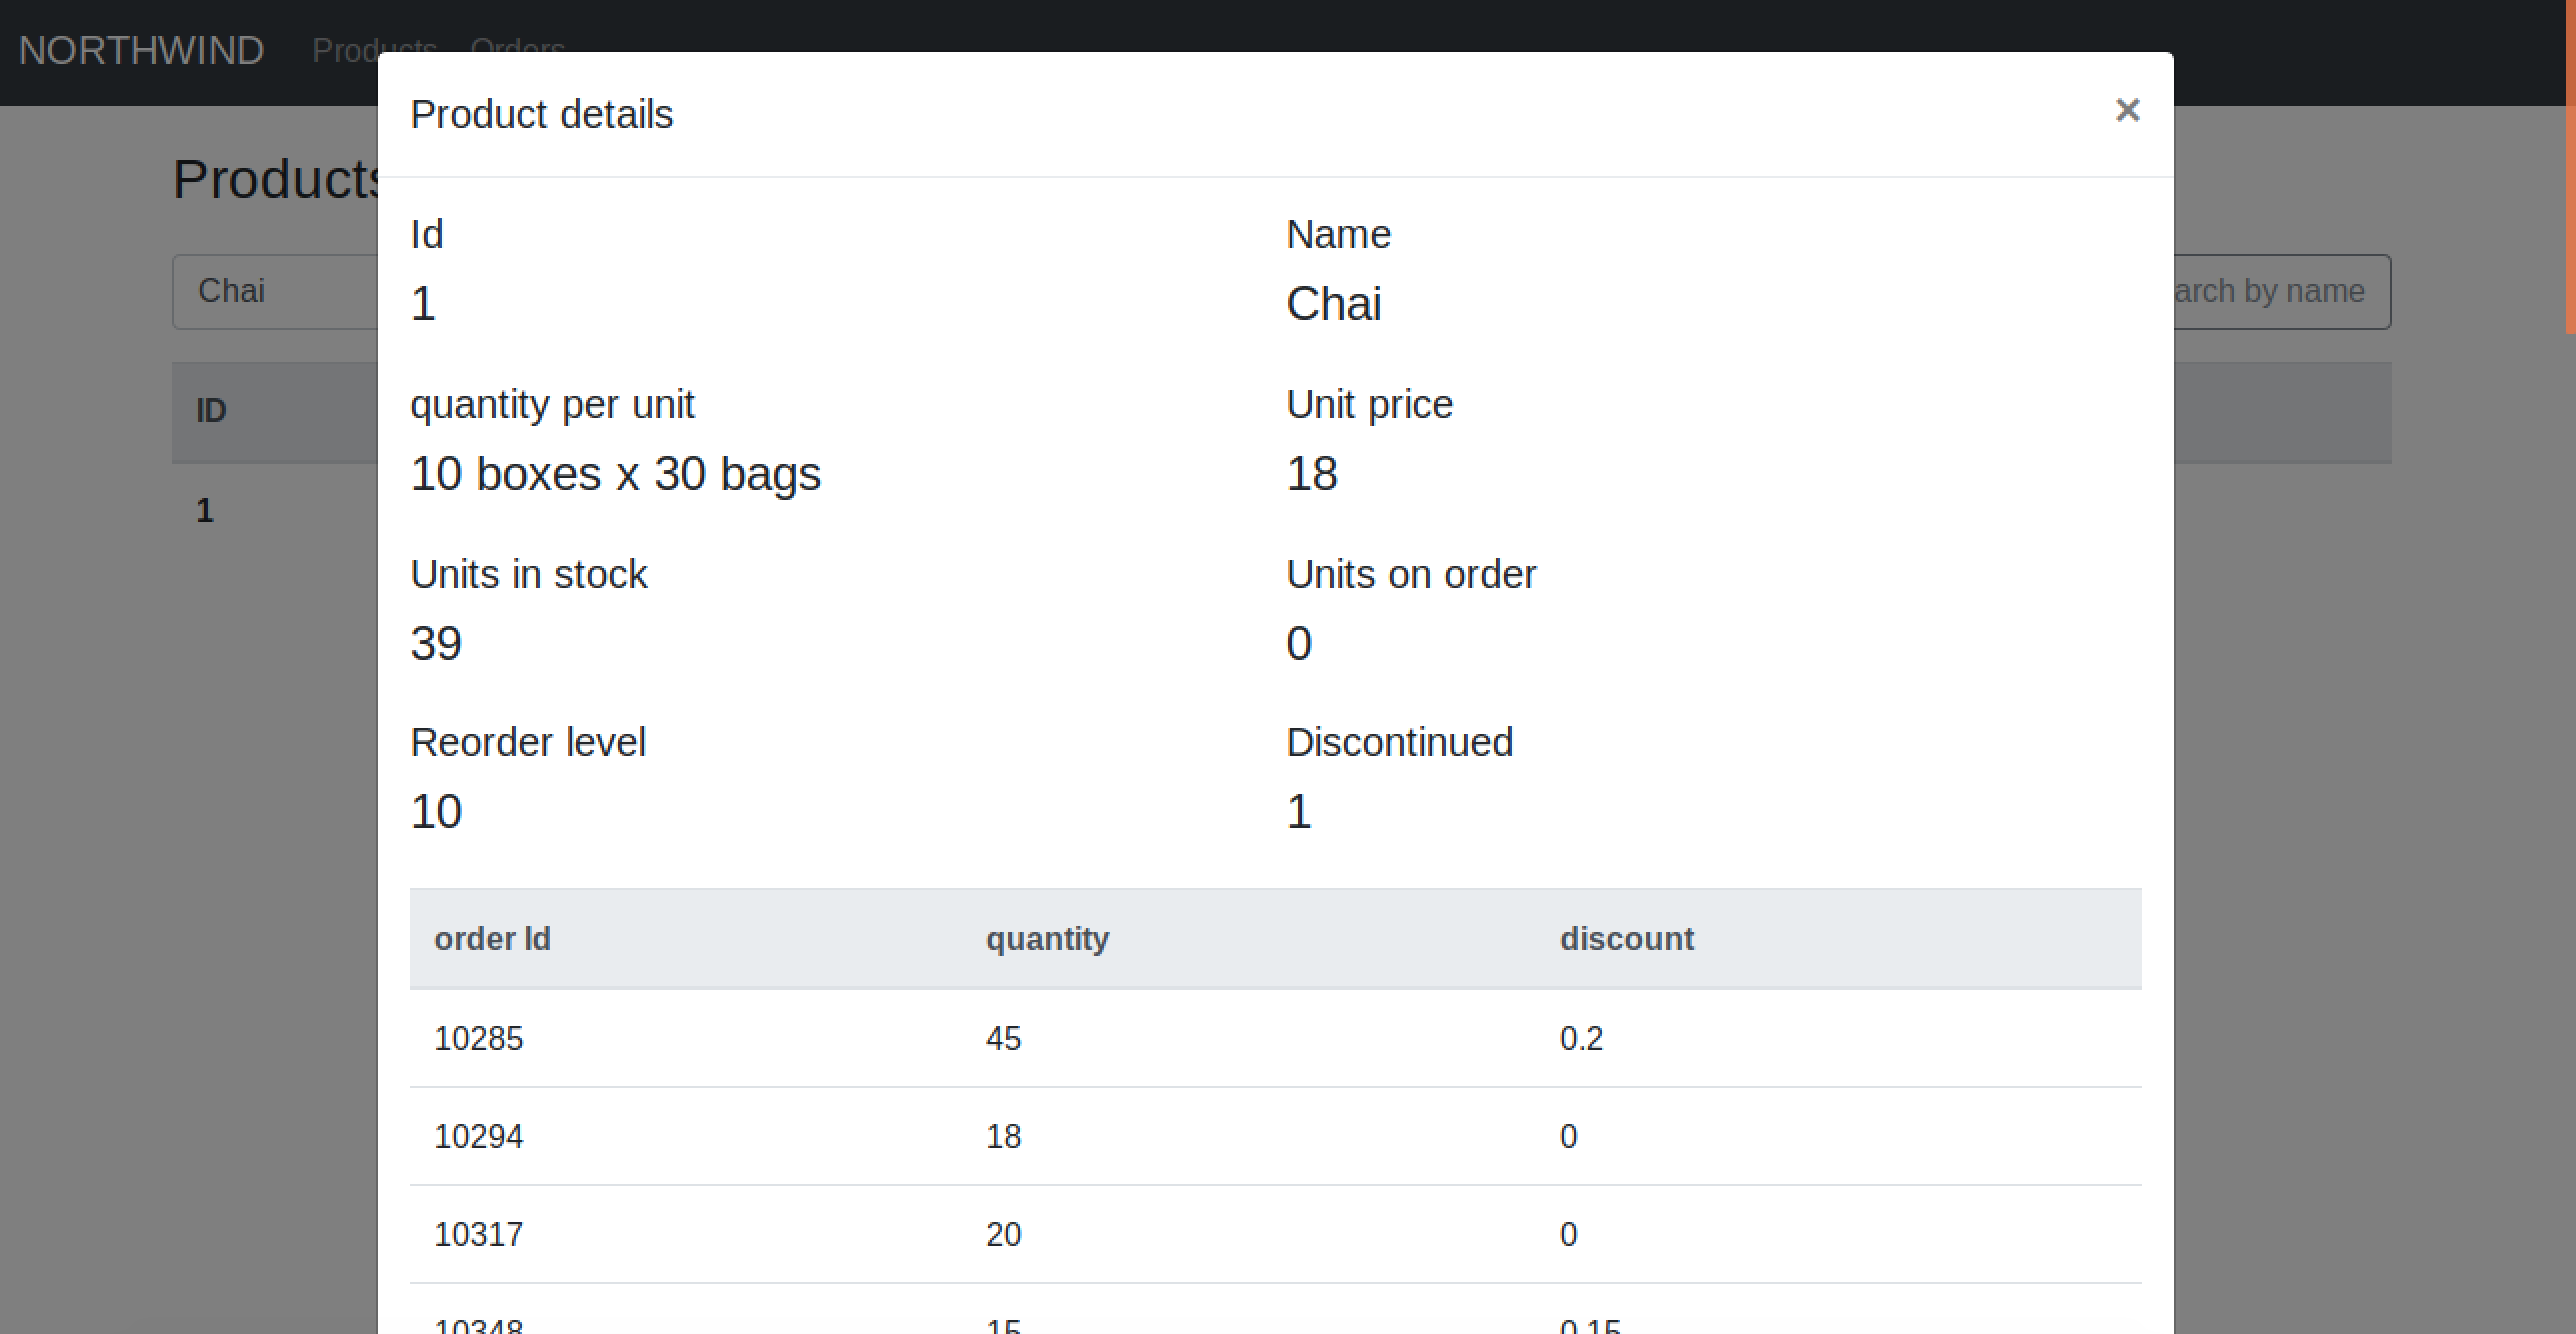 NORTHWIND Products Orders
Product details ×
Products
Id Name
1 Chai
Chai arch by name
quantity per unit Unit price
ID
10 boxes x 30 bags 18
1
Units in stock Units on order
39 0
Reorder level Discontinued
10 1
order Id quantity discount
10285 45 0.2
10294 18 0
10317 20 0
10348 15 0.15